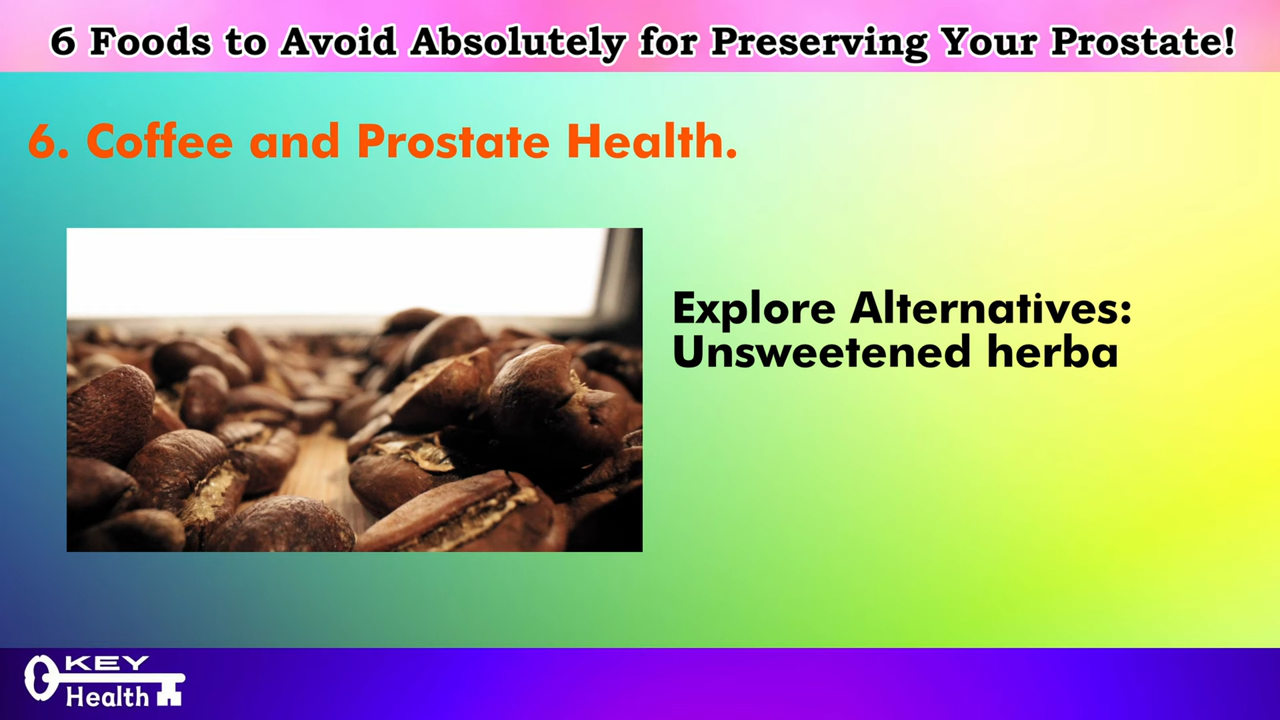 6 Foods to Avoid Absolutely for Preserving Your Prostate!
6. Coffee and Prostate Health.
Explore Alternatives:
Unsweetened herba
KEY
Health